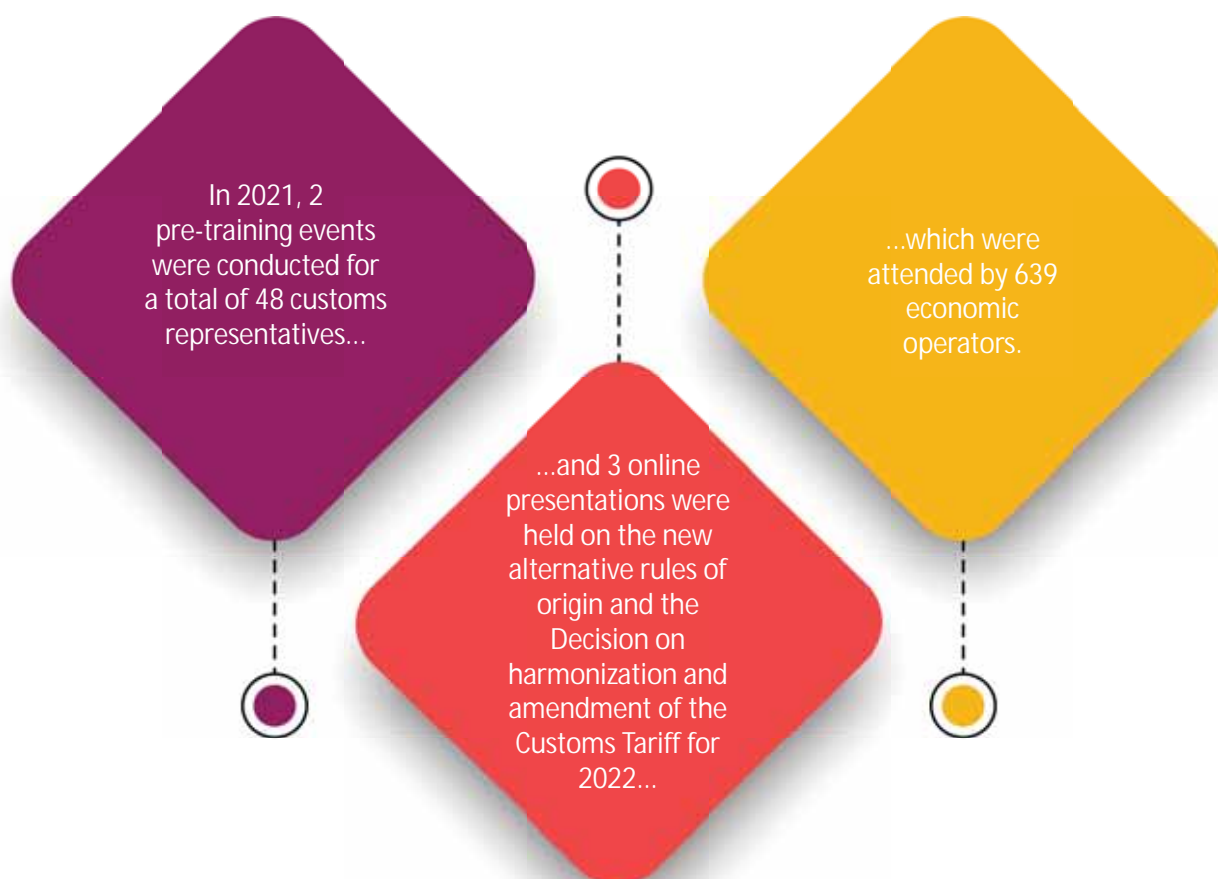 In 2021, 2
pre-training events
were conducted for
a total of 48 customs
representatives...
...and 3 online
presentations were
held on the new
alternative rules of
origin and the
Decision on
harmonization and
amendment of the
Customs Tariff for
2022...
...which were
attended by 639
economic
operators.